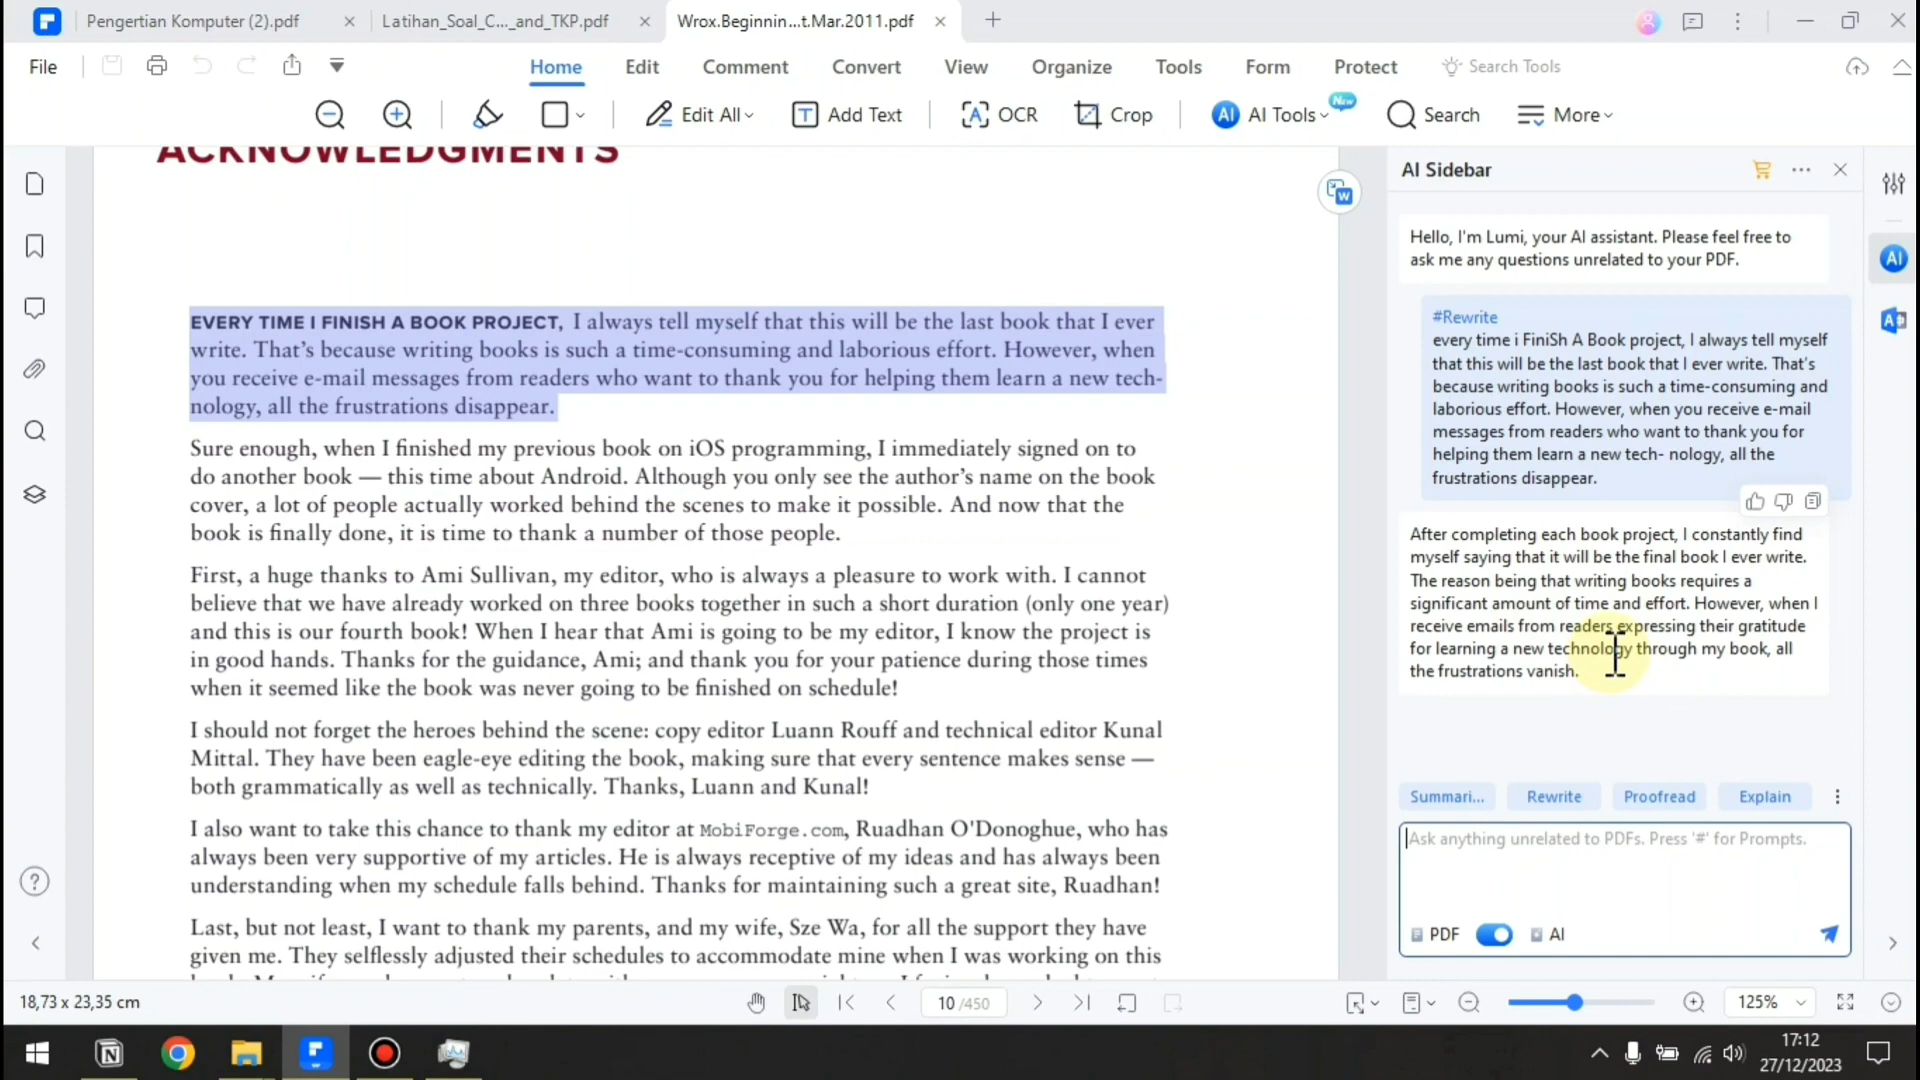 Pengertian Komputer (2).pdf
Latihan_Soal_C..._and_TKP.pdf
Wrox.Beginnin...t.Mar.2011.pdf
File
Home
Edit
Comment
Convert
View
Organize
Tools
Form
Protect
Search Tools
Edit All
Add Text
OCR
Crop
AI Tools
New
Search
More
ACKNOWLEDGMENTS
EVERY TIME I FINISH A BOOK PROJECT, I always tell myself that this will be the last book that I ever
write. That's because writing books is such a time-consuming and laborious effort. However, when
you receive e-mail messages from readers who want to thank you for helping them learn a new tech-
nology, all the frustrations disappear.
Sure enough, when I finished my previous book on iOS programming, I immediately signed on to
do another book — this time about Android. Although you only see the author's name on the book
cover, a lot of people actually worked behind the scenes to make it possible. And now that the
book is finally done, it is time to thank a number of those people.
First, a huge thanks to Ami Sullivan, my editor, who is always a pleasure to work with. I cannot
believe that we have already worked on three books together in such a short duration (only one year)
and this is our fourth book! When I hear that Ami is going to be my editor, I know the project is
in good hands. Thanks for the guidance, Ami; and thank you for your patience during those times
when it seemed like the book was never going to be finished on schedule!
I should not forget the heroes behind the scene: copy editor Luann Rouff and technical editor Kunal
Mittal. They have been eagle-eye editing the book, making sure that every sentence makes sense —
both grammatically as well as technically. Thanks, Luann and Kunal!
I also want to take this chance to thank my editor at MobiForge.com, Ruadhan O'Donoghue, who has
always been very supportive of my articles. He is always receptive of my ideas and has always been
understanding when my schedule falls behind. Thanks for maintaining such a great site, Ruadhan!
Last, but not least, I want to thank my parents, and my wife, Sze Wa, for all the support they have
given me. They selflessly adjusted their schedules to accommodate mine when I was working on this
AI Sidebar
Hello, I'm Lumi, your AI assistant. Please feel free to
ask me any questions unrelated to your PDF.
#Rewrite
every time i FiniSh A Book project, I always tell myself
that this will be the last book that I ever write. That's
because writing books is such a time-consuming and
laborious effort. However, when you receive e-mail
messages from readers who want to thank you for
helping them learn a new tech- nology, all the
frustrations disappear.
After completing each book project, I constantly find
myself saying that it will be the final book I ever write.
The reason being that writing books requires a
significant amount of time and effort. However, when I
receive emails from readers expressing their gratitude
for learning a new technology through my book, all
the frustrations vanish.
Summari...
Rewrite
Proofread
Explain
Ask anything unrelated to PDFs. Press '#' for Prompts.
PDF
AI
18,73 x 23,35 cm
10 /450
125%
17:12
27/12/2023